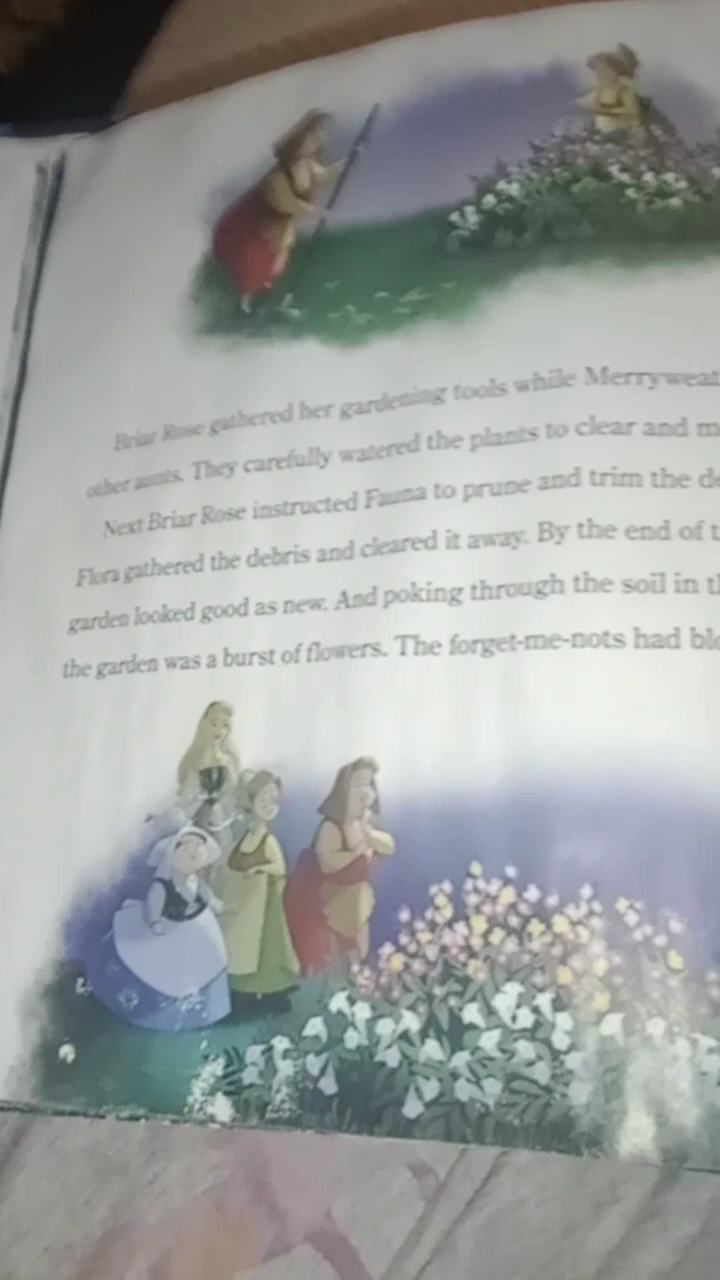 Briar Rose gathered her gardening tools while Merryweat
other aunts. They carefully watered the plants to clear and m
Next Briar Rose instructed Fauna to prune and trim the de
Flora gathered the debris and cleared it away. By the end of t
garden looked good as new. And poking through the soil in th
the garden was a burst of flowers. The forget-me-nots had blo